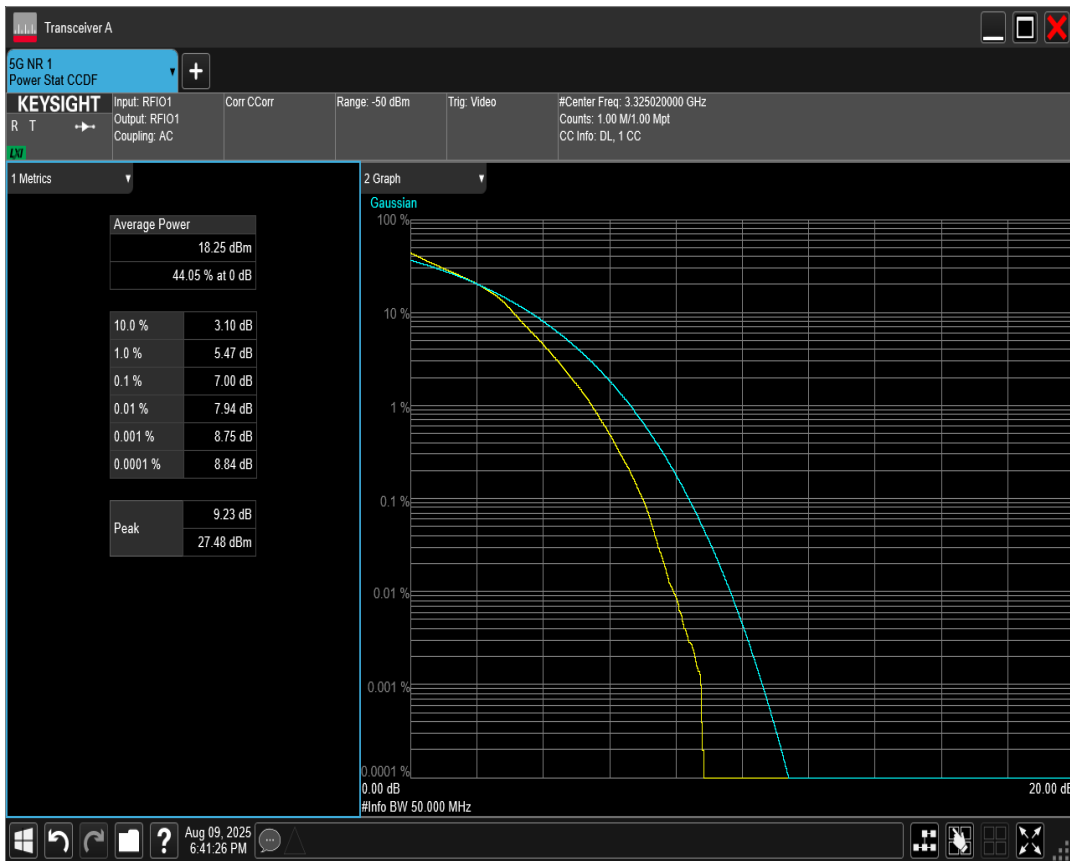 Transceiver A
5G NR 1
Power Stat CCDF
+
KEYSIGHT
R T
LXI
Input: RFIO1
Output: RFIO1
Coupling: AC
Corr CCorr
Range: -50 dBm
Trig: Video
#Center Freq: 3.325020000 GHz
Counts: 1.00 M/1.00 Mpt
CC Info: DL, 1 CC
1 Metrics
Average Power
18.25 dBm
44.05 % at 0 dB
10.0 % 3.10 dB
1.0 % 5.47 dB
0.1 % 7.00 dB
0.01 % 7.94 dB
0.001 % 8.75 dB
0.0001 % 8.84 dB
Peak
9.23 dB
27.48 dBm
2 Graph
Gaussian
100 %
10 %
1 %
0.1 %
0.01 %
0.001 %
0.0001 %
0.00 dB 20.00 dB
#Info BW 50.000 MHz
?
Aug 09, 2025
6:41:26 PM